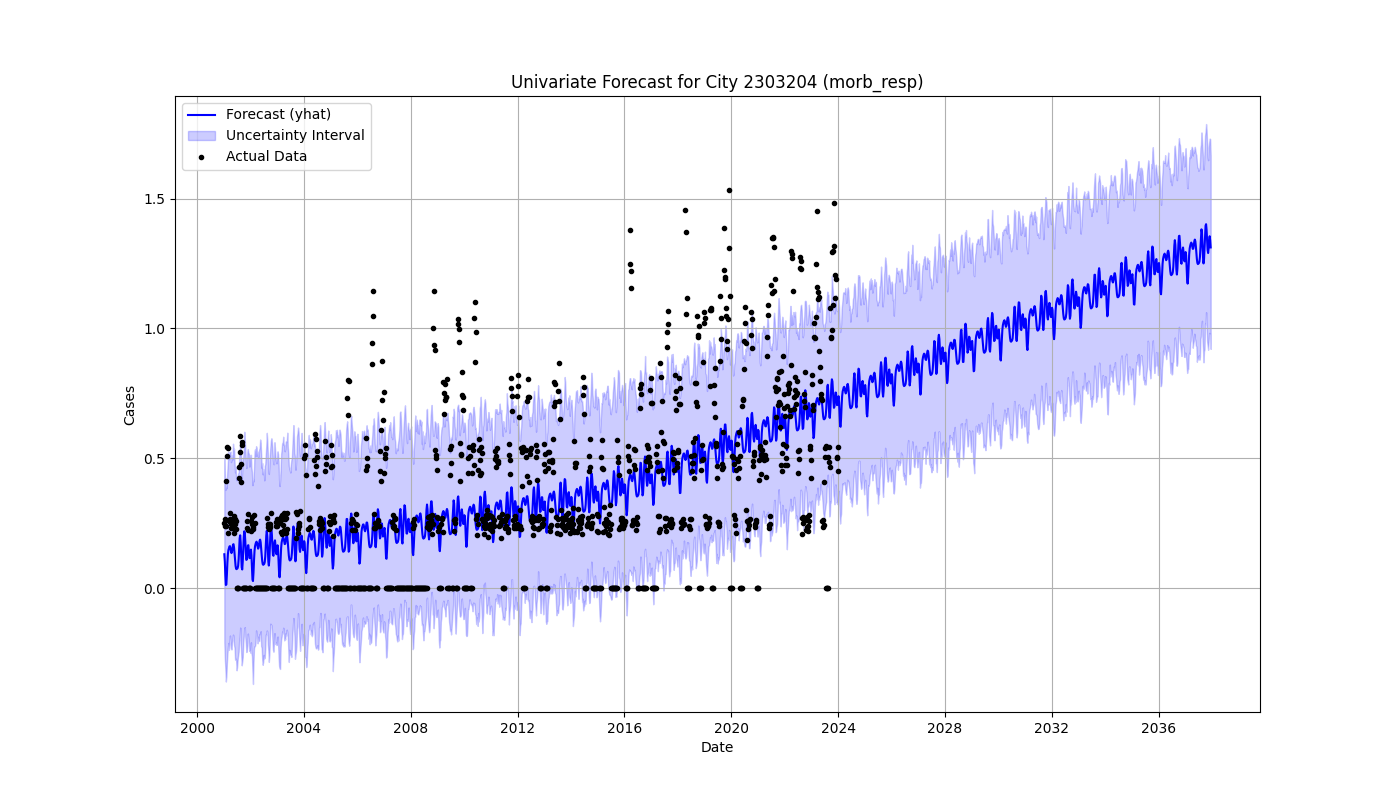 Univariate Forecast for City 2303204 (morb_resp)
Forecast (yhat)
Uncertainty Interval
Actual Data
Cases
1.5
1.0
0.5
0.0
2000 2004 2008 2012 2016 2020 2024 2028 2032 2036
Date